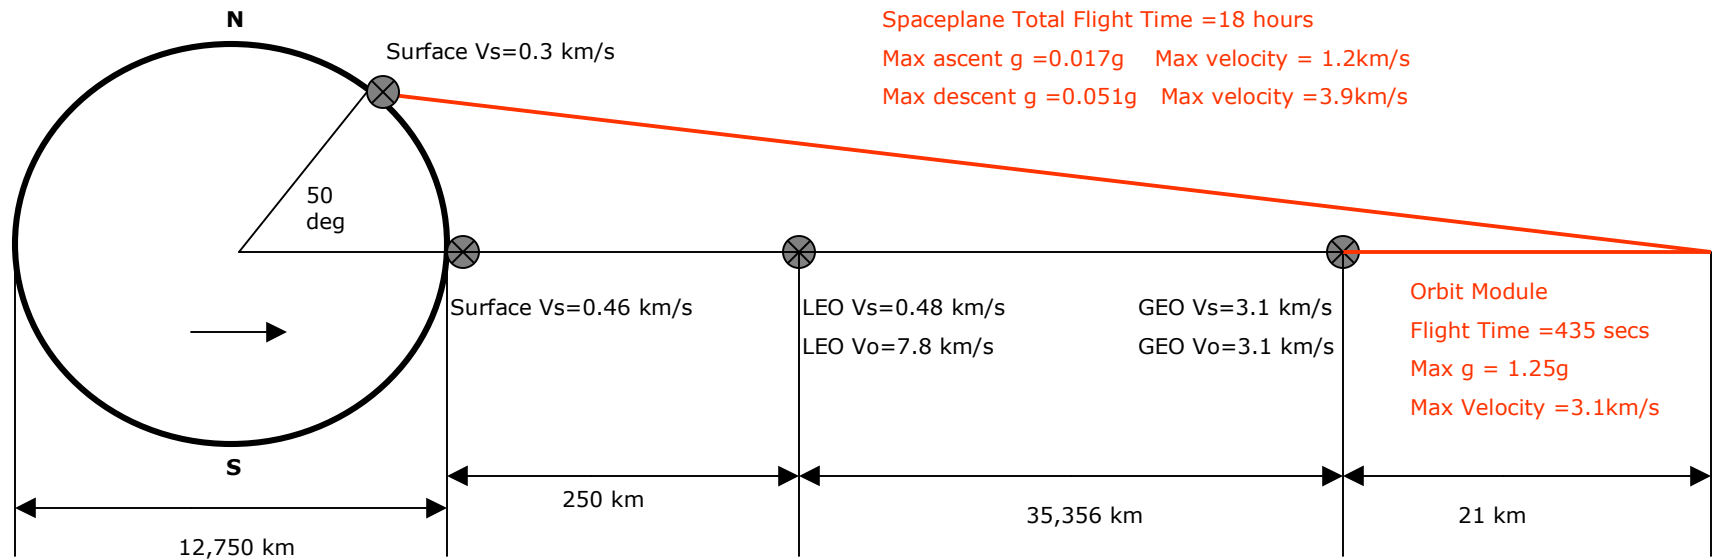 N
Spaceplane Total Flight Time =18 hours
Surface Vs=0.3 km/s
Max ascent g =0.017g Max velocity = 1.2km/s
Max descent g =0.051g Max velocity =3.9km/s
50
deg
Surface Vs=0.46 km/s
LEO Vs=0.48 km/s
LEO Vo=7.8 km/s
GEO Vs=3.1 km/s
GEO Vo=3.1 km/s
Orbit Module
Flight Time =435 secs
Max g = 1.25g
Max Velocity =3.1km/s
S
250 km
35,356 km
21 km
12,750 km